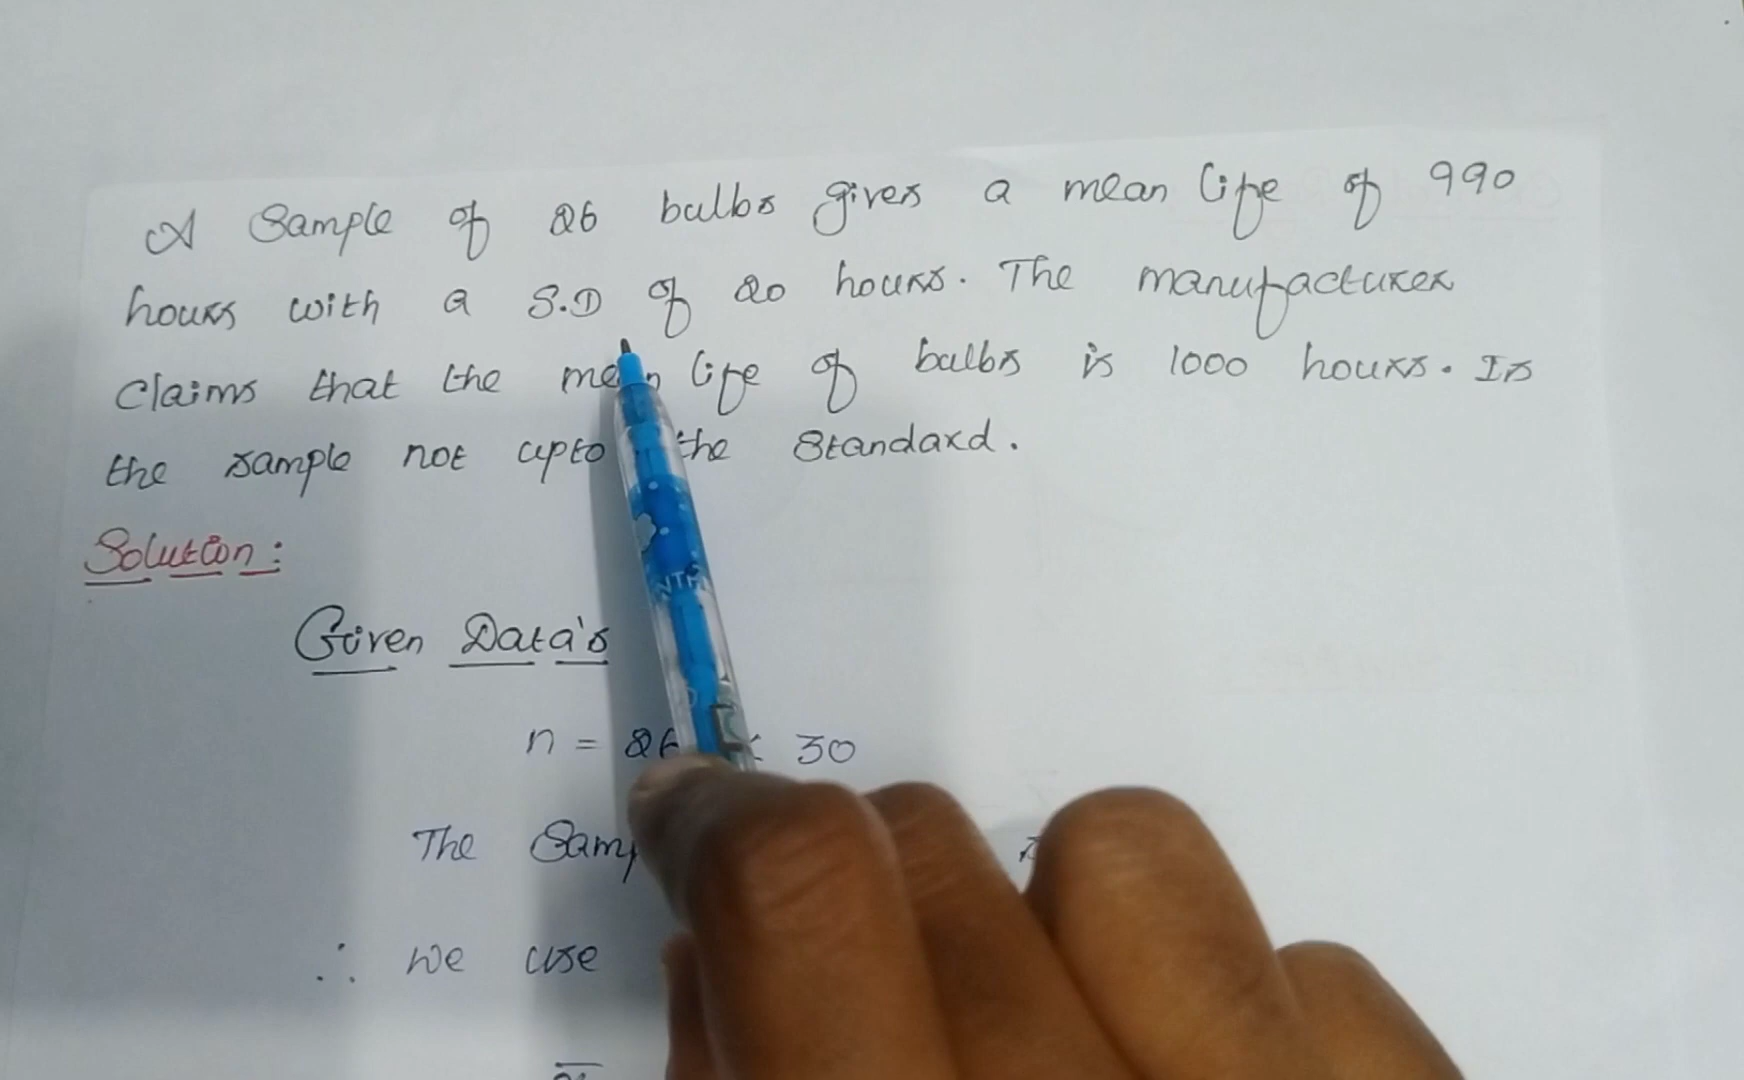 A Sample of 26 bulbs gives a mean life of 990
hours with a S.D of 20 hours. The manufacturer
claims that the mean life of bulbs is 1000 hours. Is
the sample not upto the Standard.
Solution:
Given Data's
n = 26 < 30
The
∴ we use